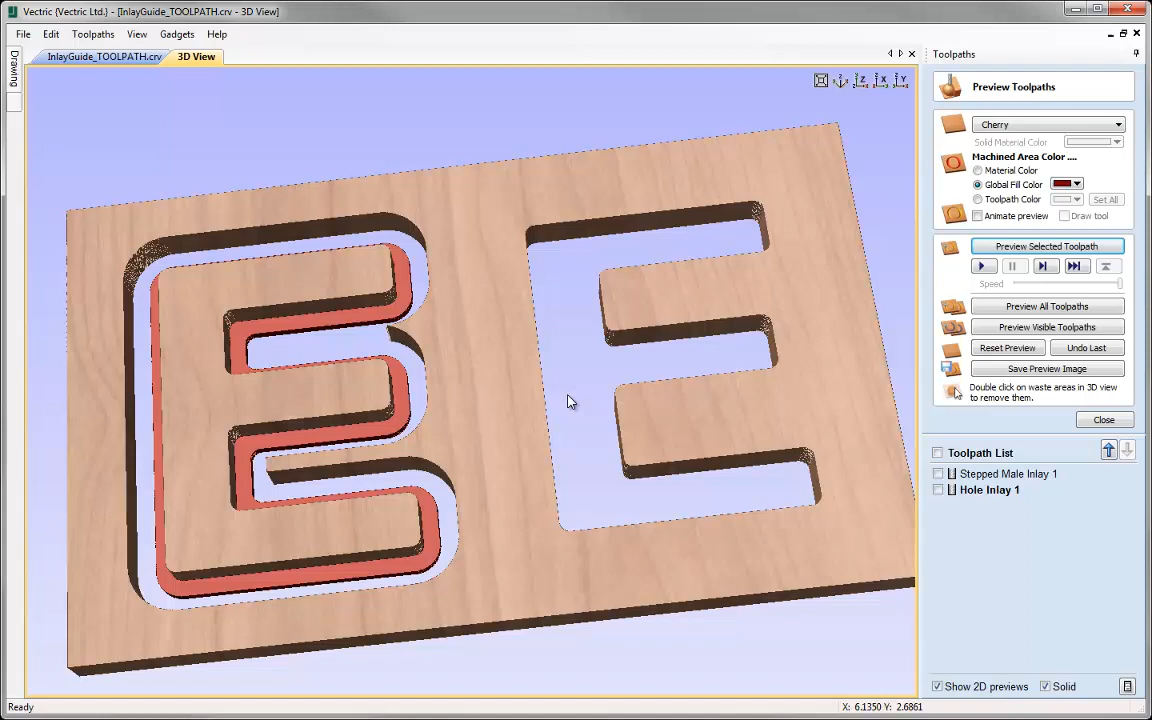 Vectric {Vectric Ltd.} - [InlayGuide_TOOLPATH.crv - 3D View]
File Edit Toolpaths View Gadgets Help
Drawing
InlayGuide_TOOLPATH.crv 3D View
Z X Y
Toolpaths
Preview Toolpaths
Cherry
Solid Material Color
Machined Area Color ....
Material Color
Global Fill Color
Toolpath Color Set All
Animate preview Draw tool
Preview Selected Toolpath
Speed
Preview All Toolpaths
Preview Visible Toolpaths
Reset Preview Undo Last
Save Preview Image
Double click on waste areas in 3D view
to remove them.
Close
Toolpath List
Stepped Male Inlay 1
Hole Inlay 1
E E
Show 2D previews Solid
Ready X: 6.1350 Y: 2.6861